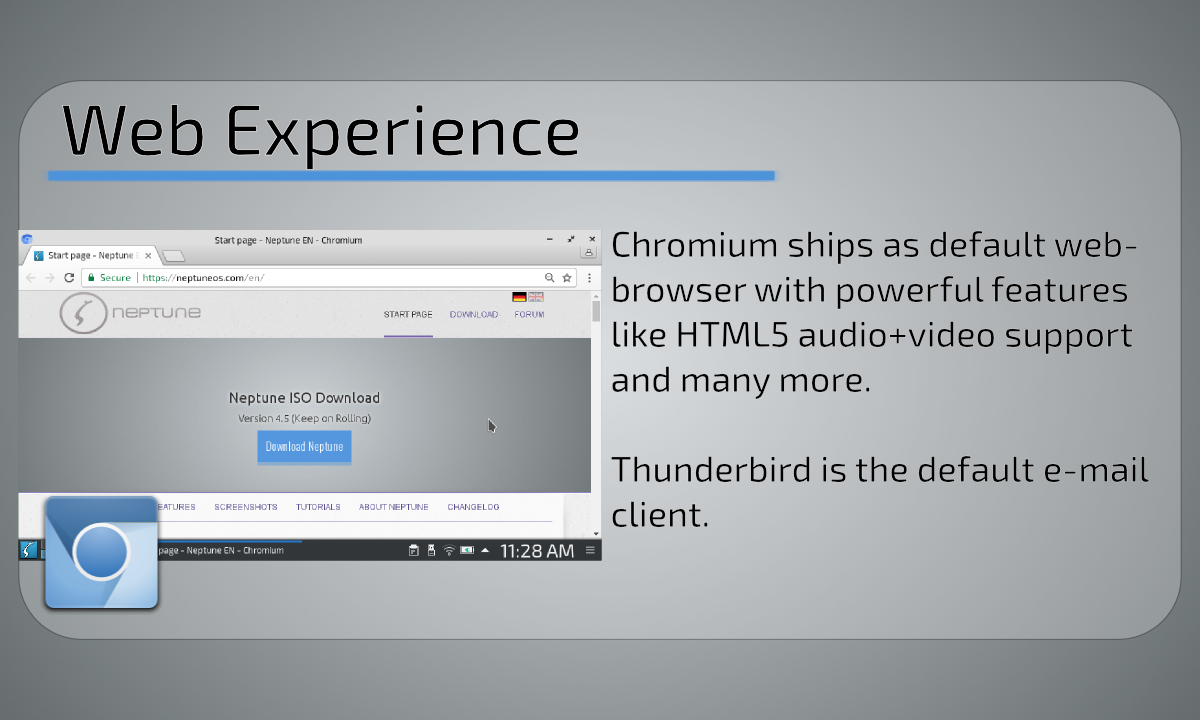 Web Experience
Start page - Neptune EN - Chromium
Start page - Neptune E
Secure https://neptuneos.com/en/
NEPTUNE
START PAGE DOWNLOAD FORUM
Neptune ISO Download
Version 4.5 (Keep on Rolling)
Download Neptune
EATURES SCREENSHOTS TUTORIALS ABOUT NEPTUNE CHANGELOG
page - Neptune EN - Chromium 11:28 AM
Chromium ships as default web-
browser with powerful features
like HTML5 audio+video support
and many more.
Thunderbird is the default e-mail
client.